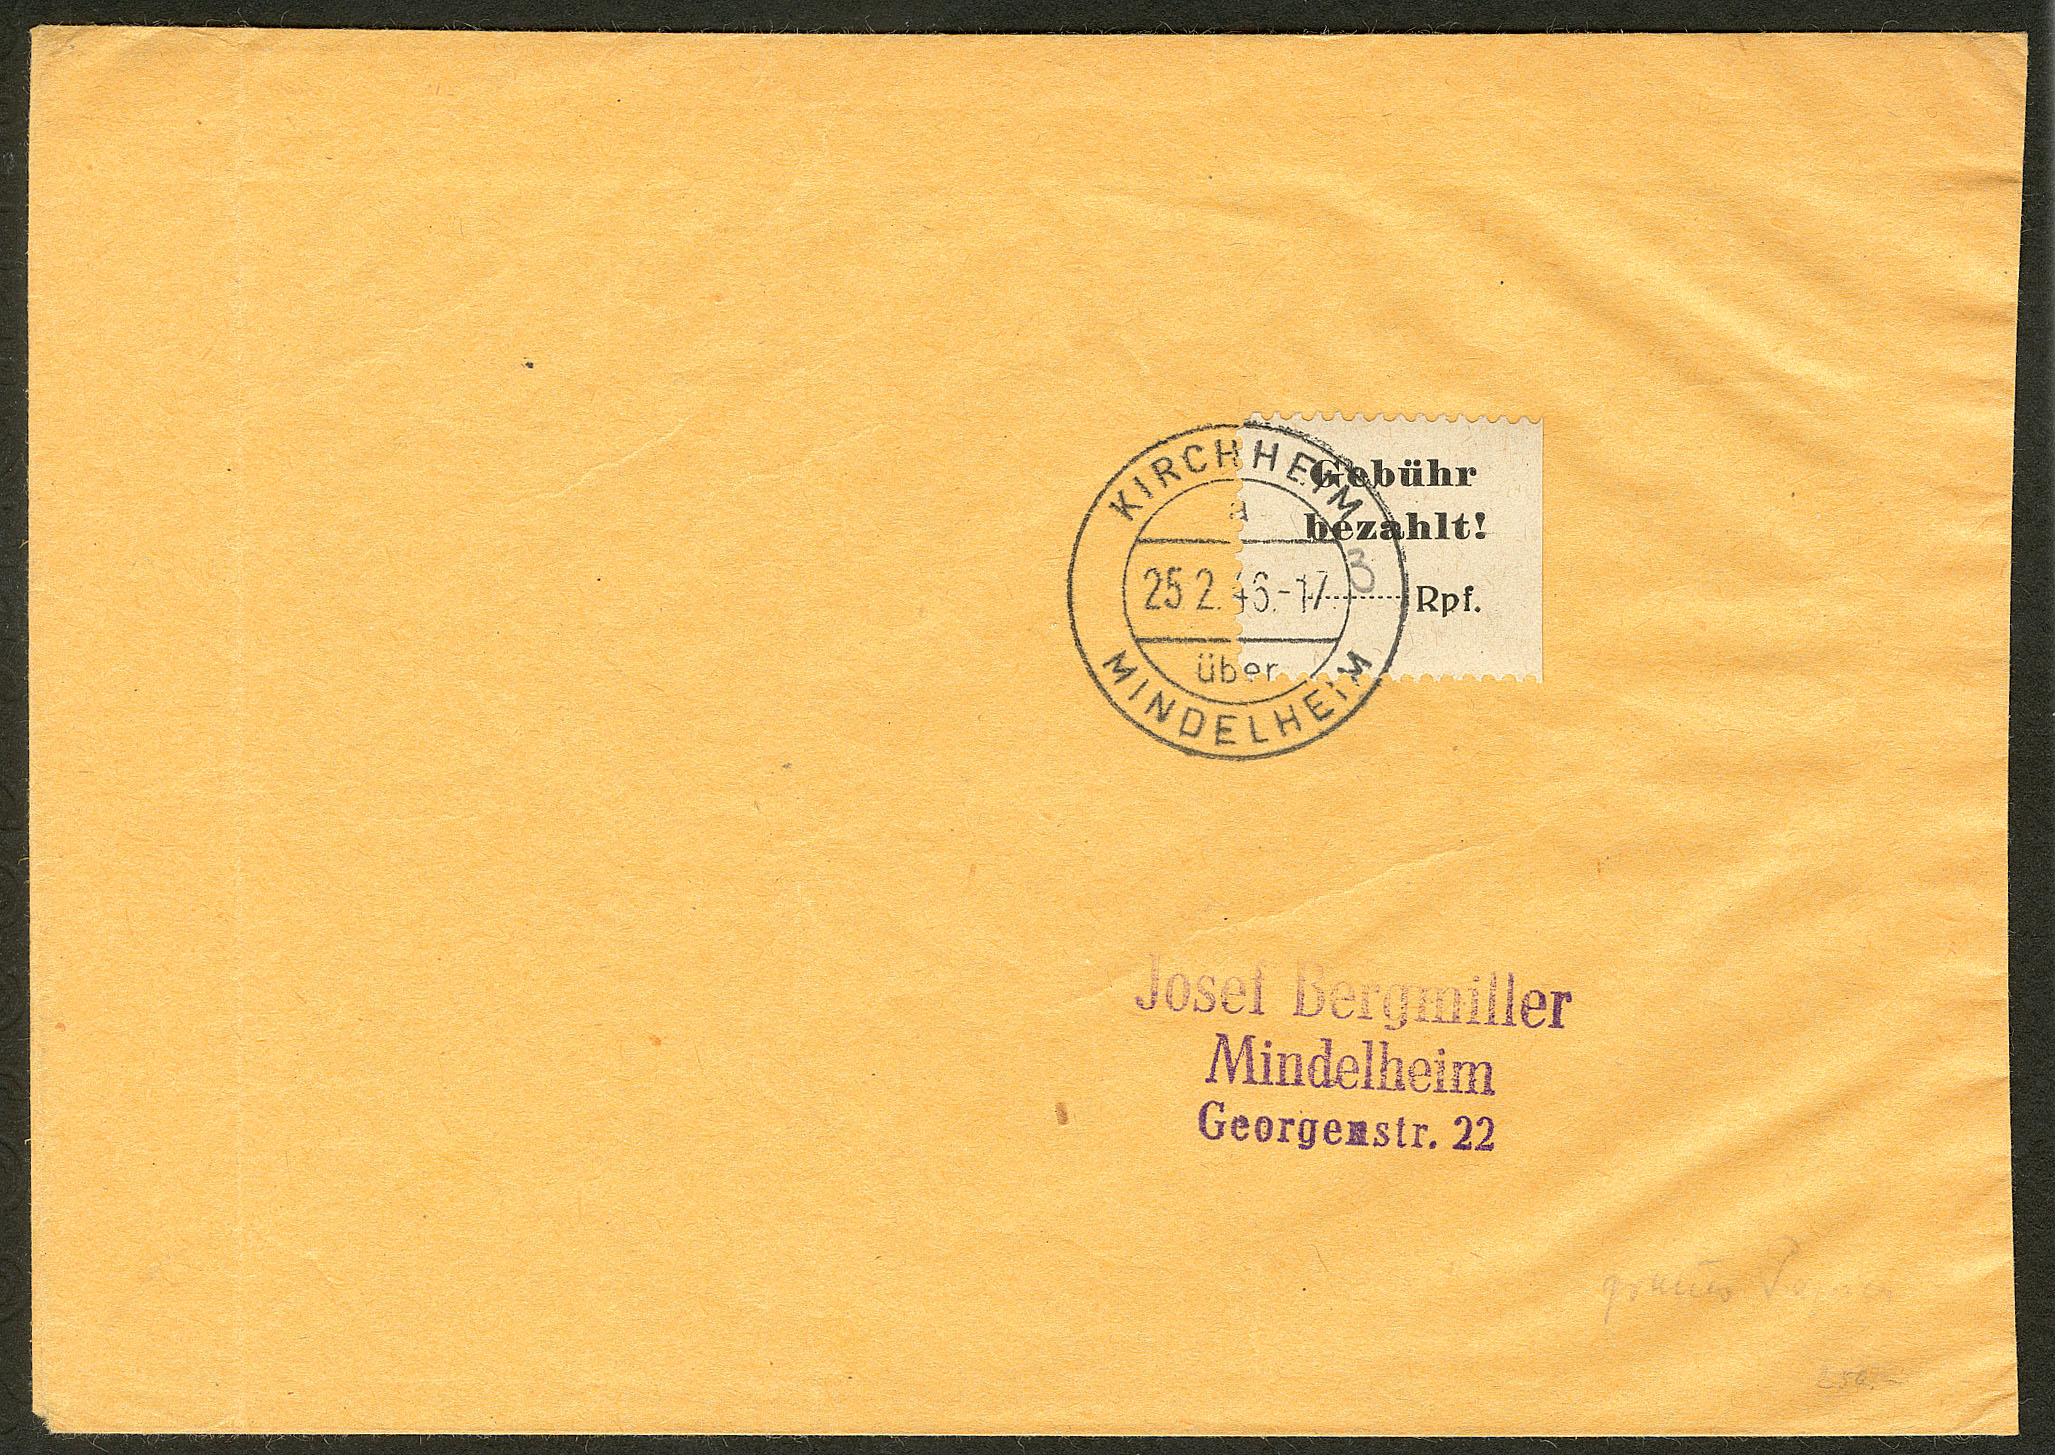 KIRCHHEIM
a
25 2.46.-17
über
MINDELHEIM
Gebühr
bezahlt!
3 Rpf.
Josef Bergmiller
Mindelheim
Georgenstr. 22